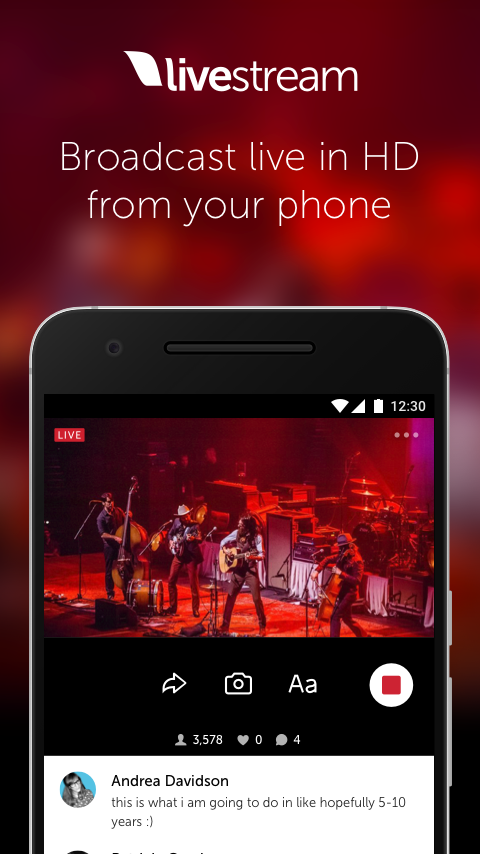 livestream
Broadcast live in HD
from your phone
12:30
LIVE
Aa
3,578 0 4
Andrea Davidson
this is what i am going to do in like hopefully 5-10
years :)